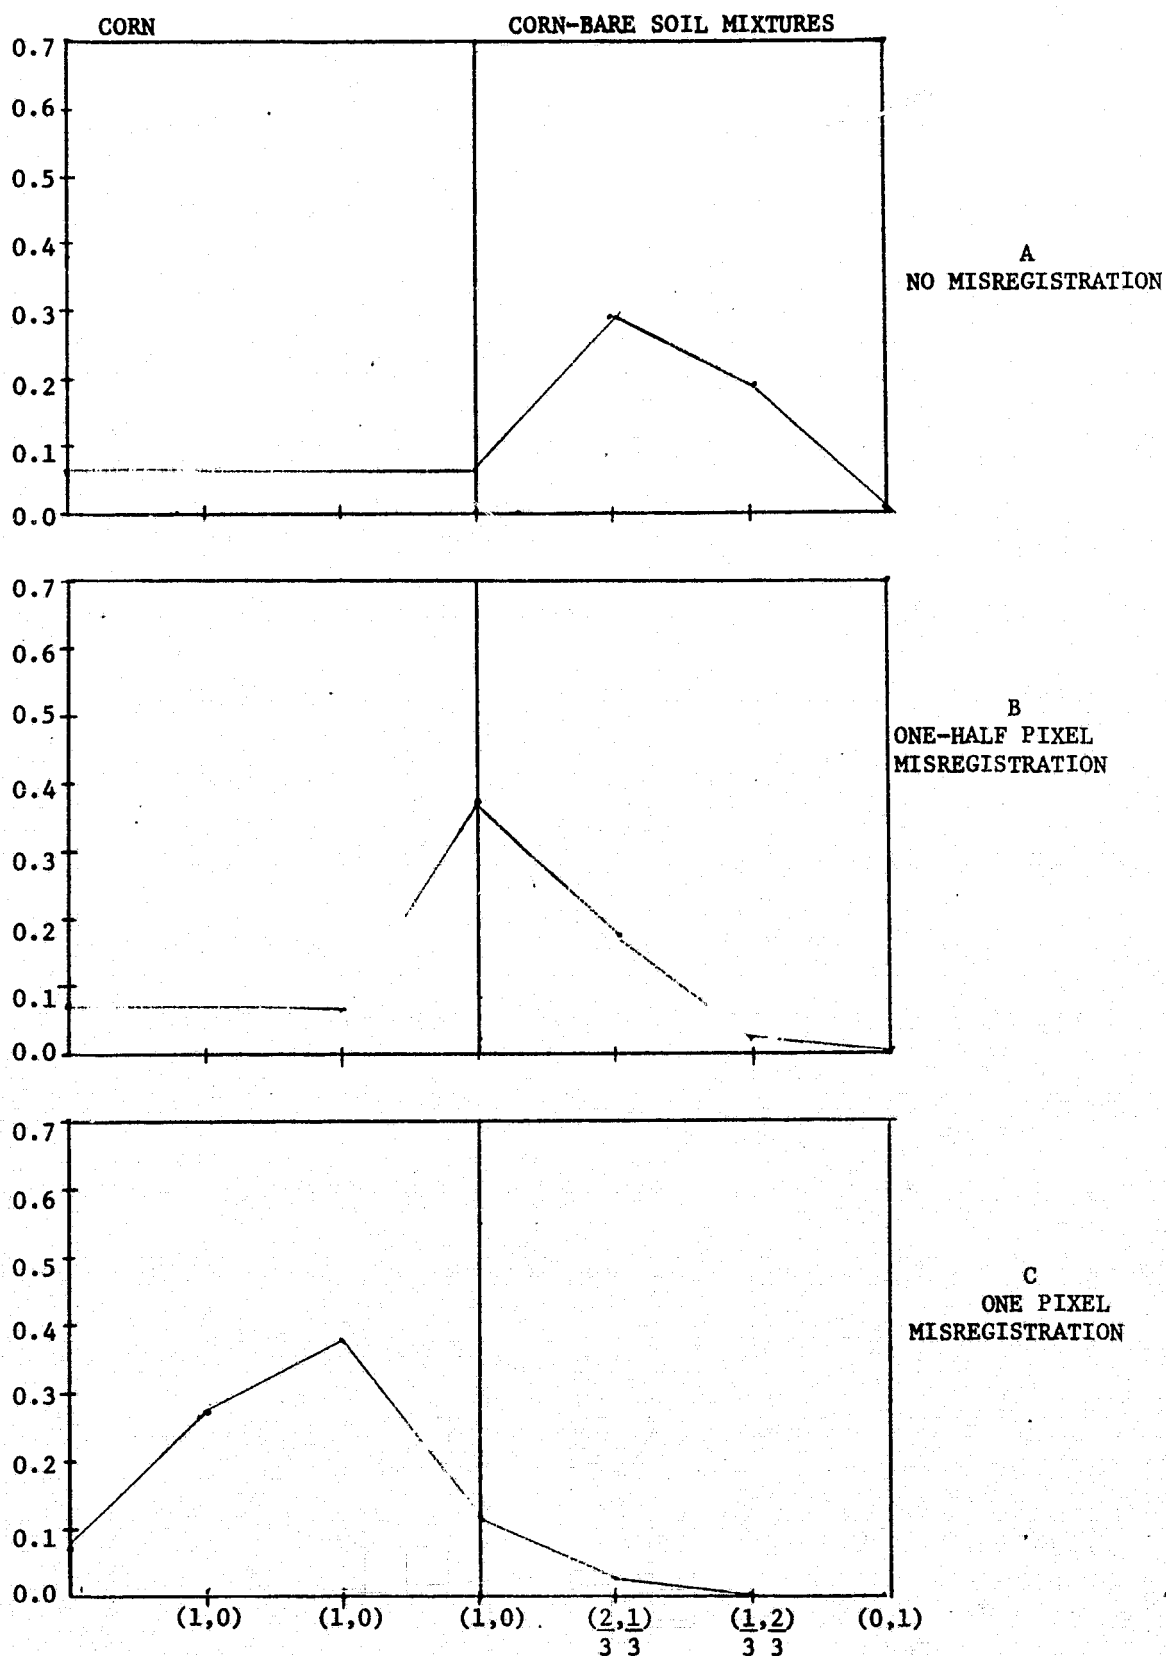 CORN CORN-BARE SOIL MIXTURES
0.7
0.6
0.5
0.4
0.3
0.2
0.1
0.0
A
NO MISREGISTRATION
0.7
0.6
0.5
0.4
0.3
0.2
0.1
0.0
B
ONE-HALF PIXEL
MISREGISTRATION
0.7
0.6
0.5
0.4
0.3
0.2
0.1
0.0
C
ONE PIXEL
MISREGISTRATION
(1,0) (1,0) (1,0) (2,1) (1,2) (0,1)
3 3 3 3